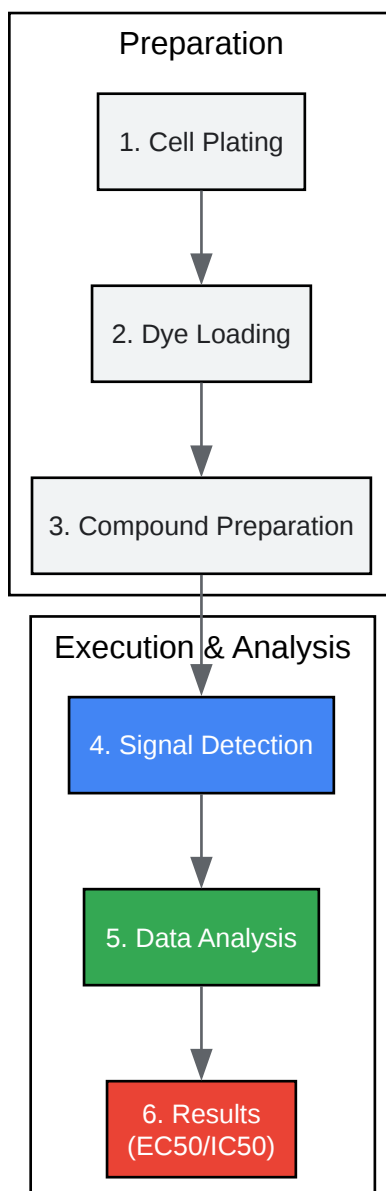 Preparation
1. Cell Plating
2. Dye Loading
3. Compound Preparation
Execution & Analysis
4. Signal Detection
5. Data Analysis
6. Results
(EC50/IC50)